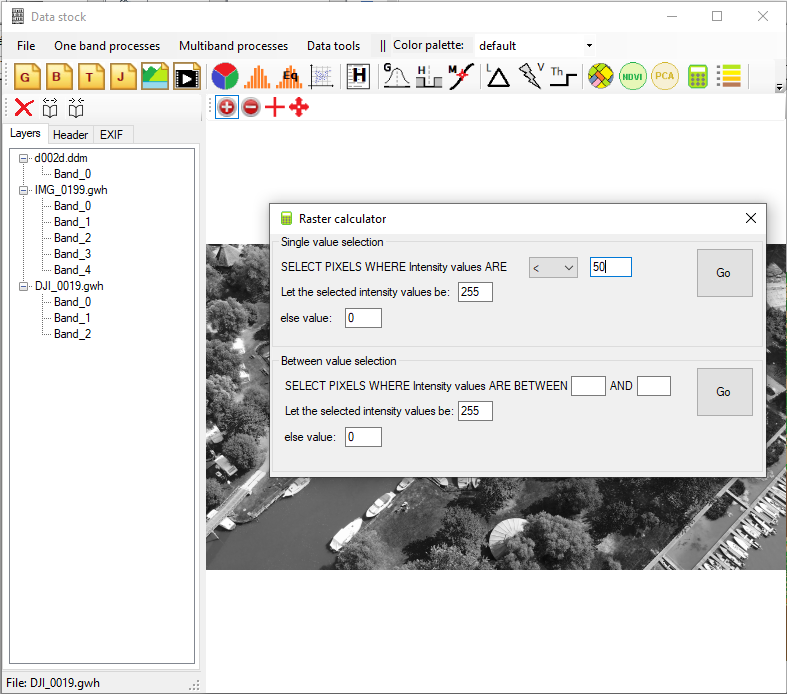 Data stock
File One band processes Multiband processes Data tools || Color palette: default
G B T J Eq H G H M L V Th NDVI PCA
Layers Header EXIF
d002d.ddm
Band_0
IMG_0199.gwh
Band_0
Band_1
Band_2
Band_3
Band_4
DJI_0019.gwh
Band_0
Band_1
Band_2
Raster calculator
Single value selection
SELECT PIXELS WHERE Intensity values ARE < 50
Go
Let the selected intensity values be: 255
else value: 0
Between value selection
SELECT PIXELS WHERE Intensity values ARE BETWEEN AND
Go
Let the selected intensity values be: 255
else value: 0
File: DJI_0019.gwh